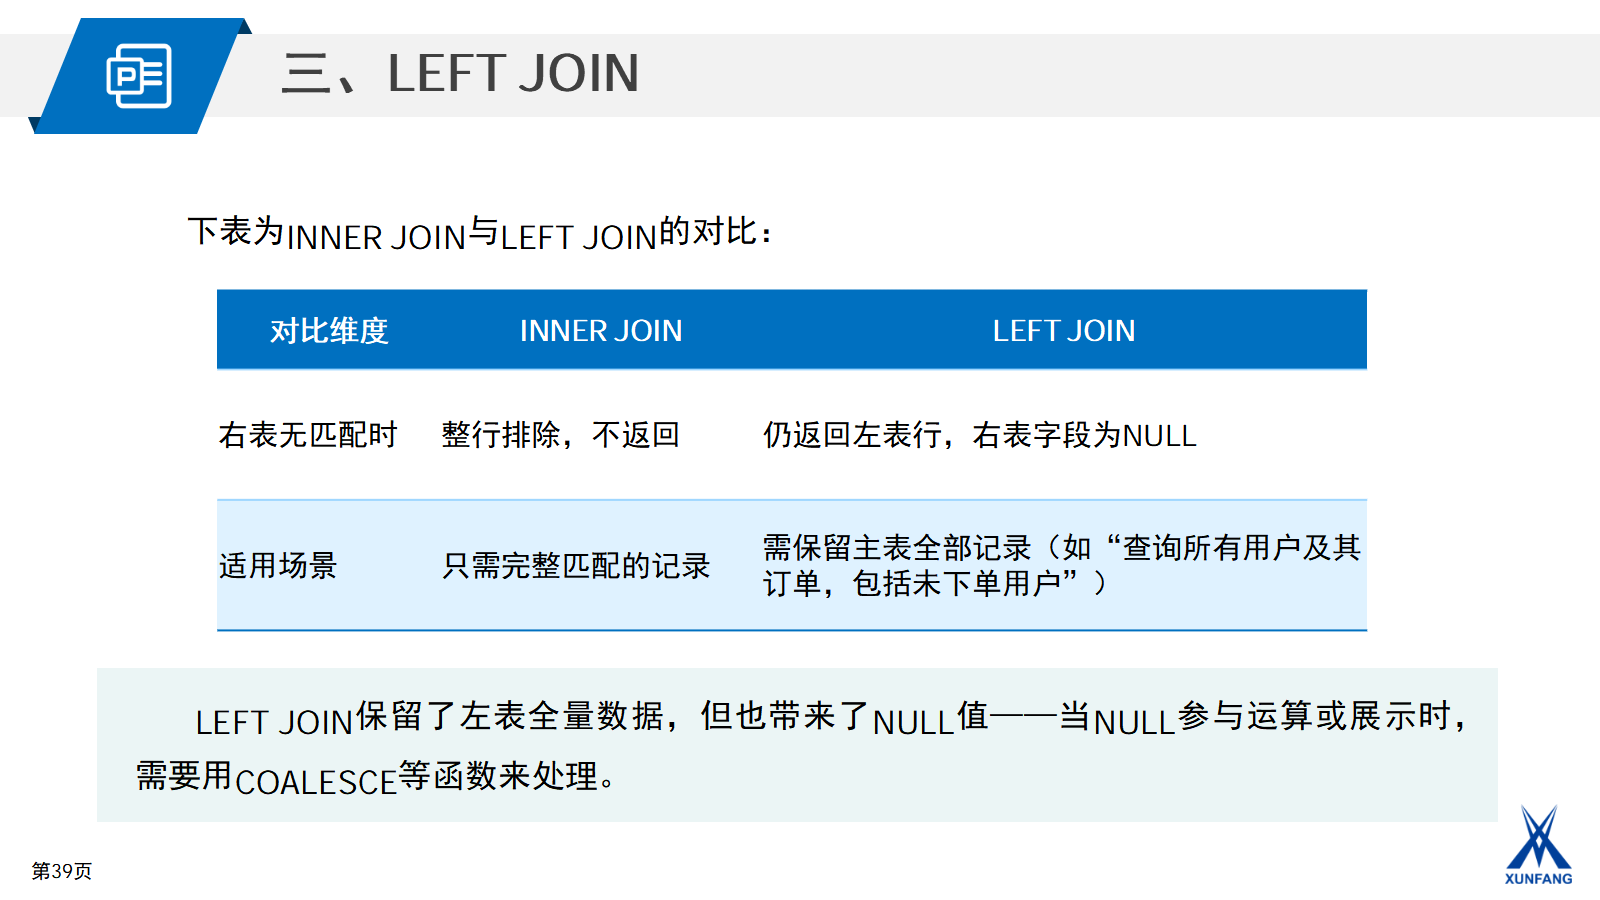 三、LEFT JOIN
下表为INNER JOIN与LEFT JOIN的对比：
对比维度 INNER JOIN LEFT JOIN
右表无匹配时 整行排除，不返回 仍返回左表行，右表字段为NULL
适用场景 只需完整匹配的记录 需保留主表全部记录（如“查询所有用户及其
订单，包括未下单用户”）
LEFT JOIN保留了左表全量数据，但也带来了NULL值——当NULL参与运算或展示时，
需要用COALESCE等函数来处理。
第39页
XUNFANG